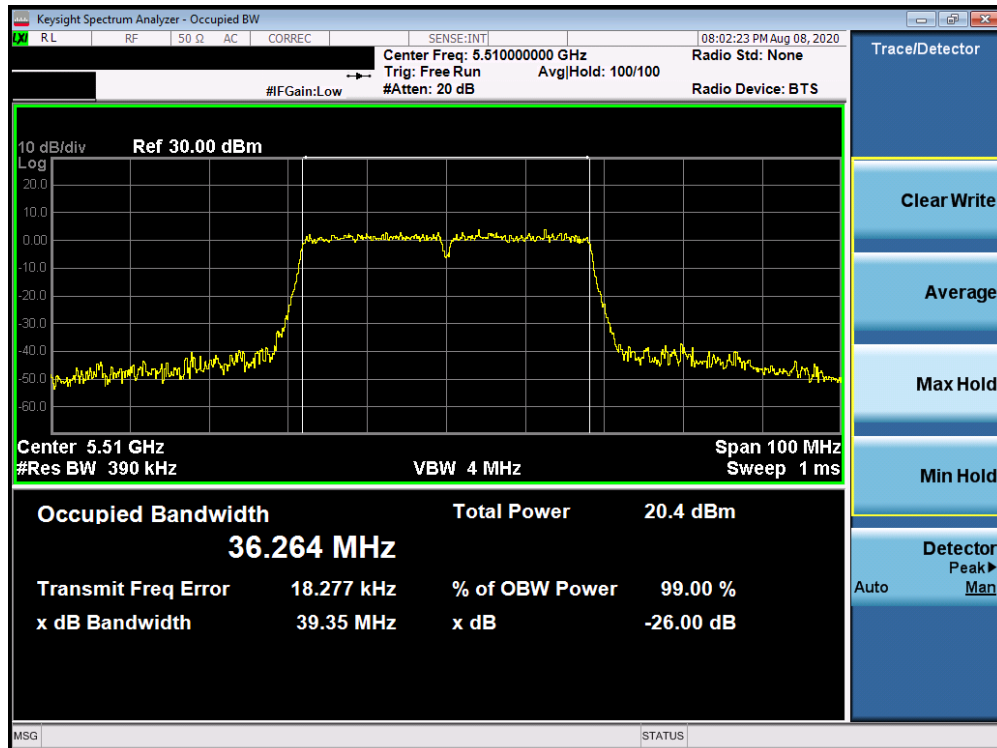 Keysight Spectrum Analyzer - Occupied BW
LXI RL RF 50 Ω AC CORREC SENSE:INT 08:02:23 PM Aug 08, 2020
Center Freq: 5.510000000 GHz Radio Std: None
Trig: Free Run Avg|Hold: 100/100
#IFGain:Low #Atten: 20 dB Radio Device: BTS
Trace/Detector
10 dB/div Ref 30.00 dBm
Log
20.0
10.0
0.00
-10.0
-20.0
-30.0
-40.0
-50.0
-60.0
Center 5.51 GHz Span 100 MHz
#Res BW 390 kHz VBW 4 MHz Sweep 1 ms
Occupied Bandwidth Total Power 20.4 dBm
36.264 MHz
Transmit Freq Error 18.277 kHz % of OBW Power 99.00 %
x dB Bandwidth 39.35 MHz x dB -26.00 dB
Clear Write
Average
Max Hold
Min Hold
Detector
Peak▶
Auto Man
MSG STATUS